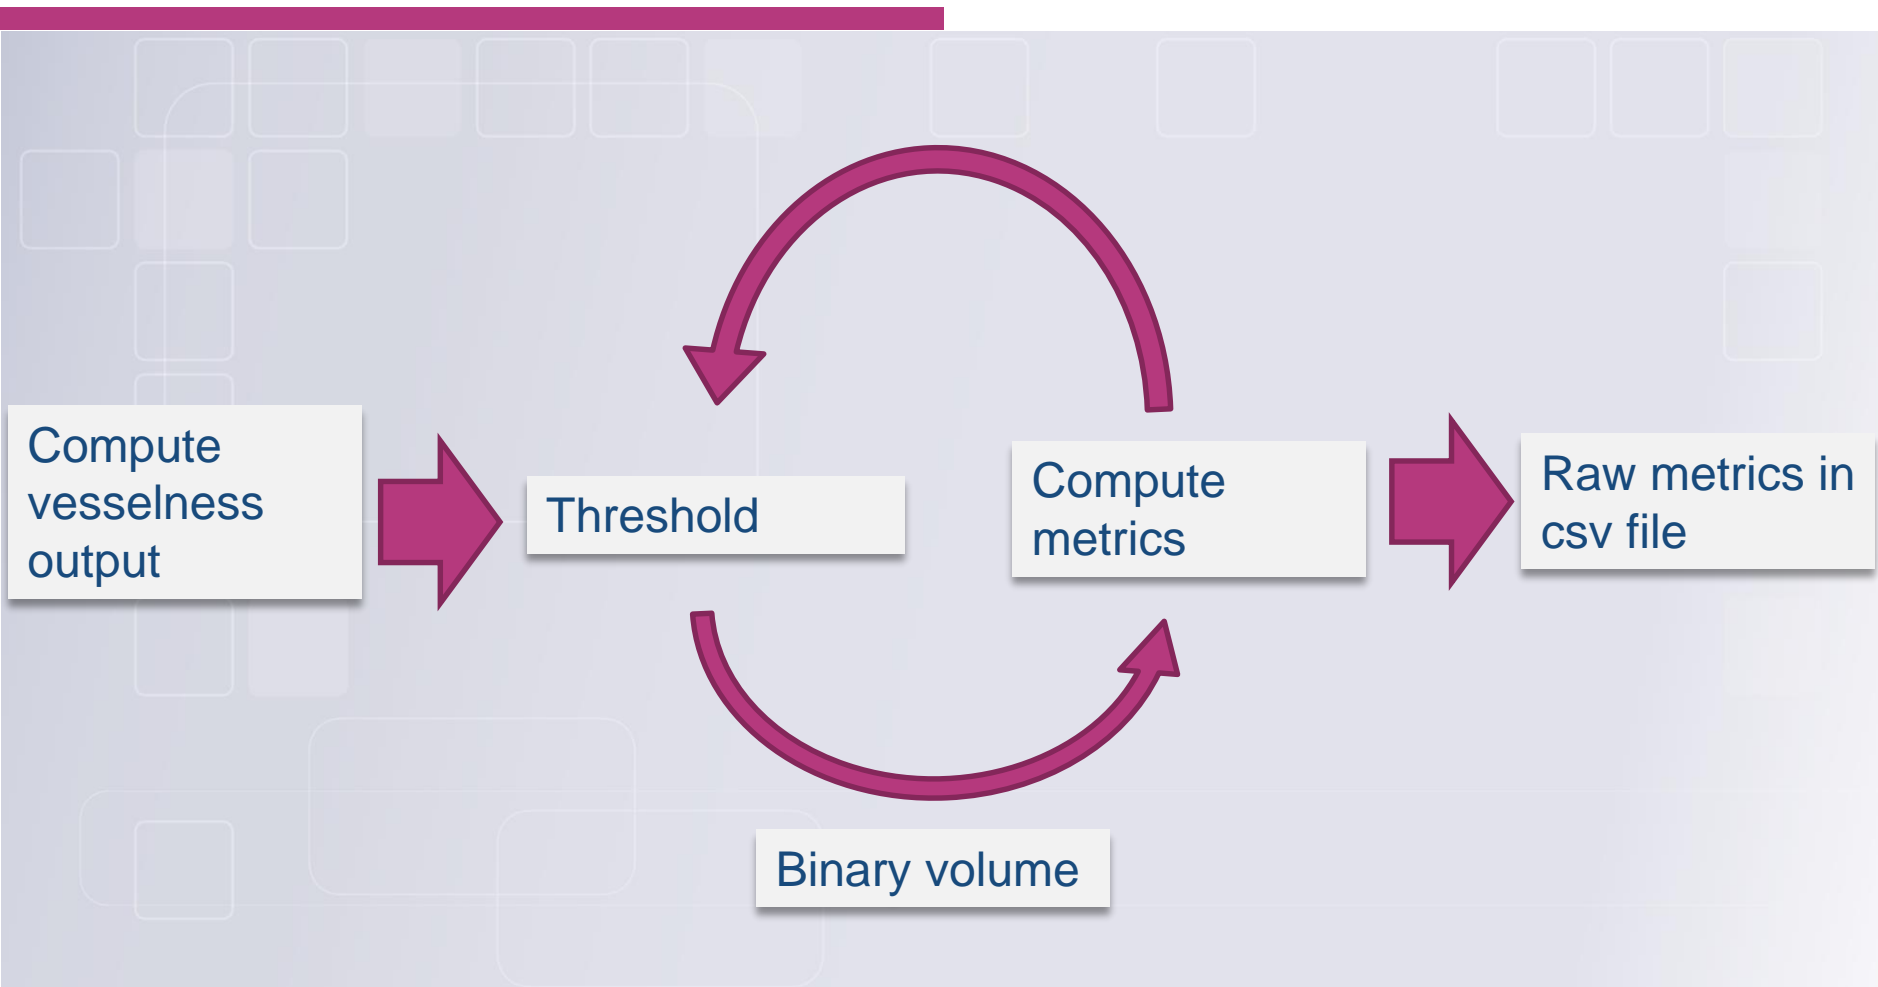 Compute
vesselness
output
Threshold
Compute
metrics
Raw metrics in
csv file
Binary volume